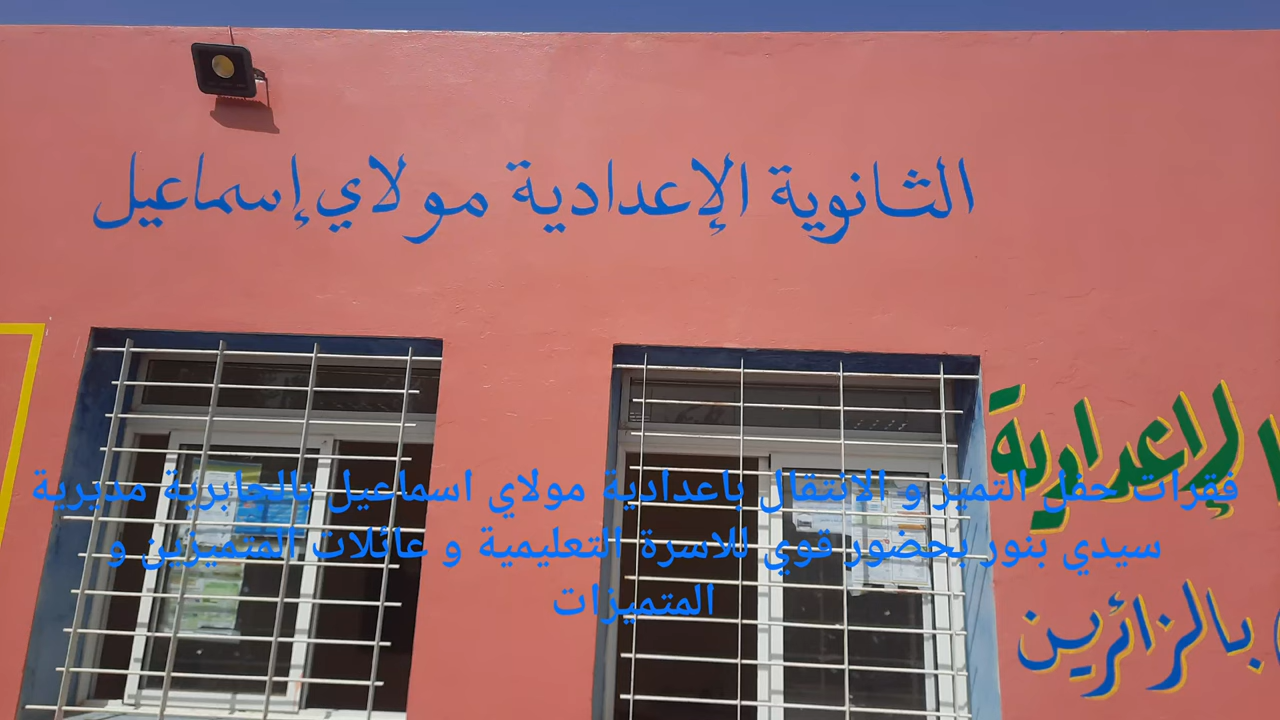 الثانوية الإعدادية مولاي إسماعيل
الإعدادية
بالزائرين
فقرات حفل التميز و الانتقال باعدادية مولاي اسماعيل بالجابرية مديرية
سيدي بنور بحضور قوي للاسرة التعليمية و عائلات المتميزين و
المتميزات